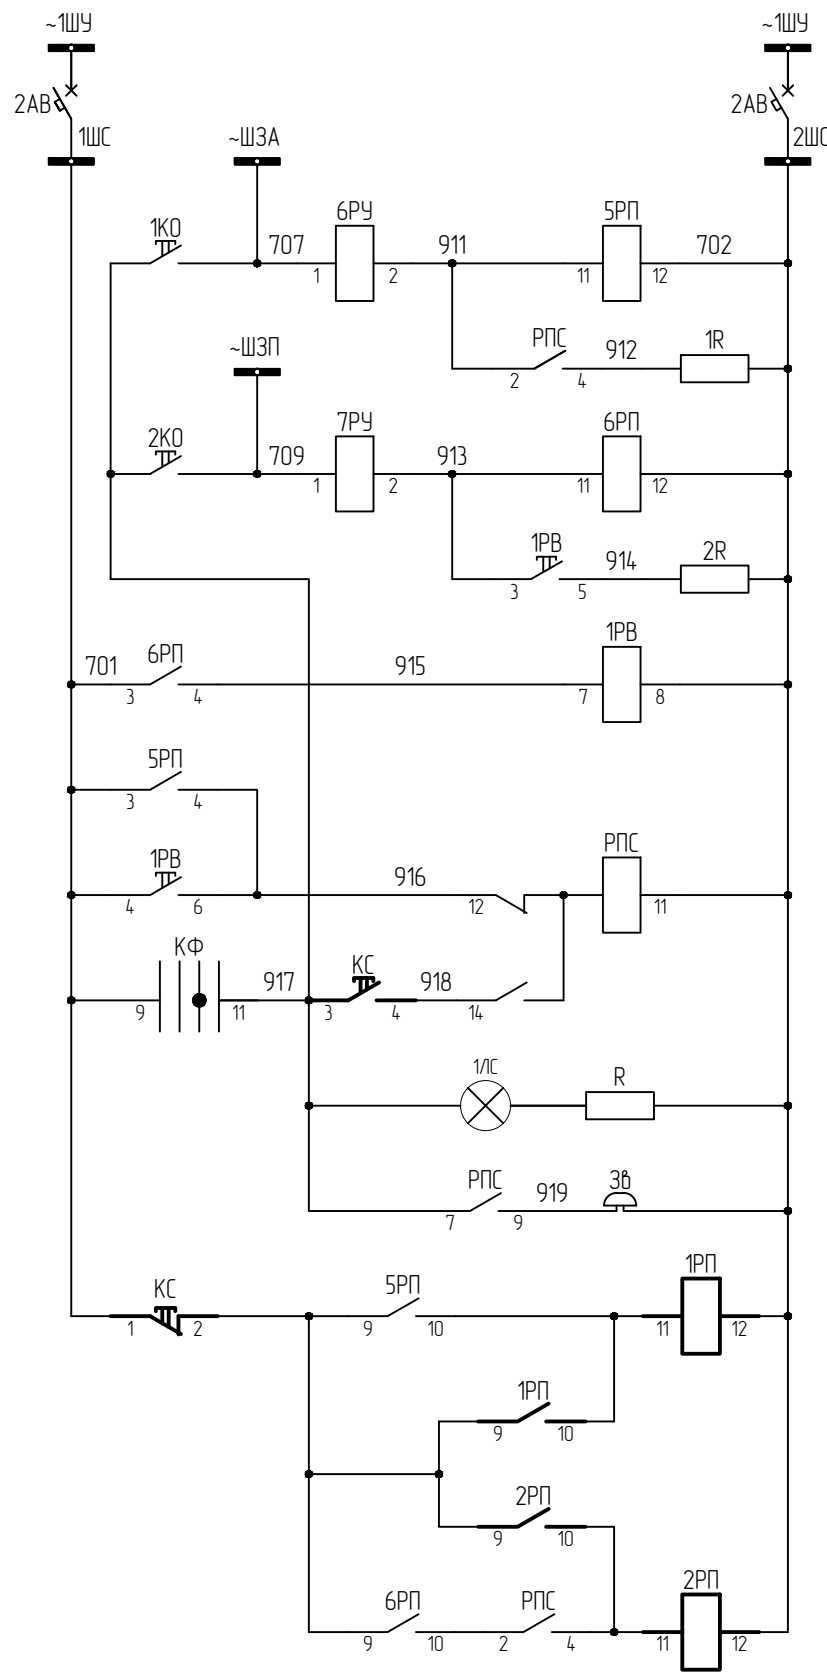 ~1ШУ ~1ШУ
2АВ 2АВ
1ШС 2ШС
~ШЗА
1КО 707 6РУ 911 5РП 702
1 2 11 12
РПС 912 1R
2 4
~ШЗП
2КО 709 7РУ 913 6РП
1 2 11 12
1РВ 914 2R
3 5
701 6РП 915 1РВ
3 4 7 8
5РП
3 4
1РВ 916 РПС
4 6 12 11
КФ 917 КС 918
9 11 3 4 14
1ЛС R
РПС 919 Зв
7 9
КС 5РП 1РП
1 2 9 10 11 12
1РП
9 10
2РП
9 10
6РП РПС 2РП
9 10 2 4 11 12